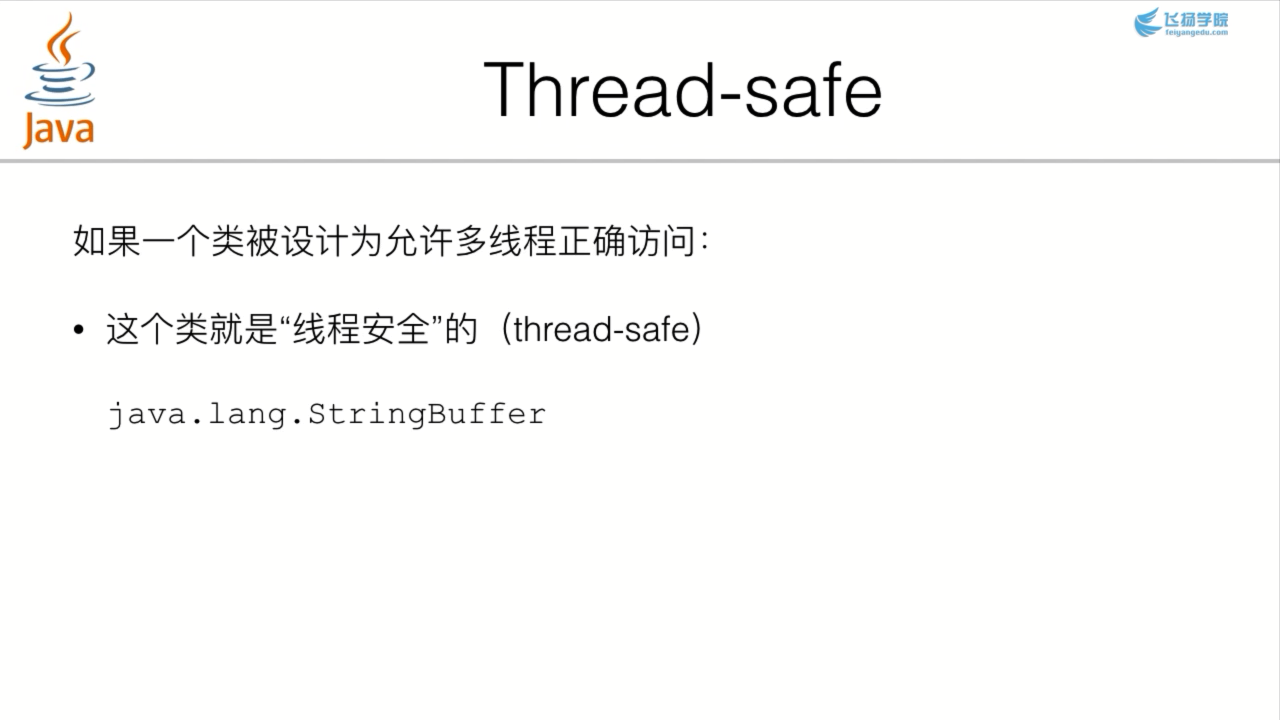 飞扬学院
feiyangedu.com
Java
Thread-safe
如果一个类被设计为允许多线程正确访问：
• 这个类就是“线程安全”的（thread-safe）
java.lang.StringBuffer